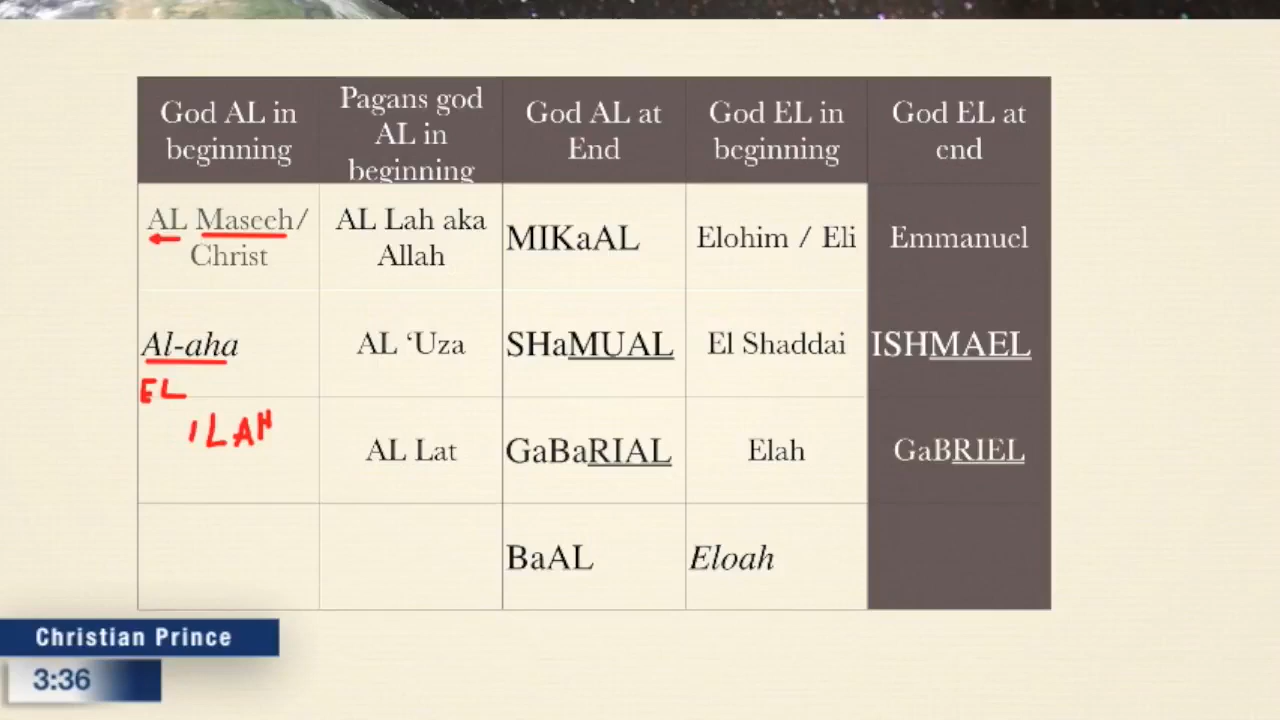 God AL in
beginning
Pagans god
AL in
beginning
God AL at
End
God EL in
beginning
God EL at
end
AL Maseeh/
Christ
AL Lah aka
Allah
MIKaAL
Elohim / Eli
Emmanuel
Al-aha
AL ‘Uza
SHaMUAL
El Shaddai
ISHMAEL
EL
ILAH
AL Lat
GaBaRIAL
Elah
GaBRIEL
BaAL
Eloah
Christian Prince
3:36